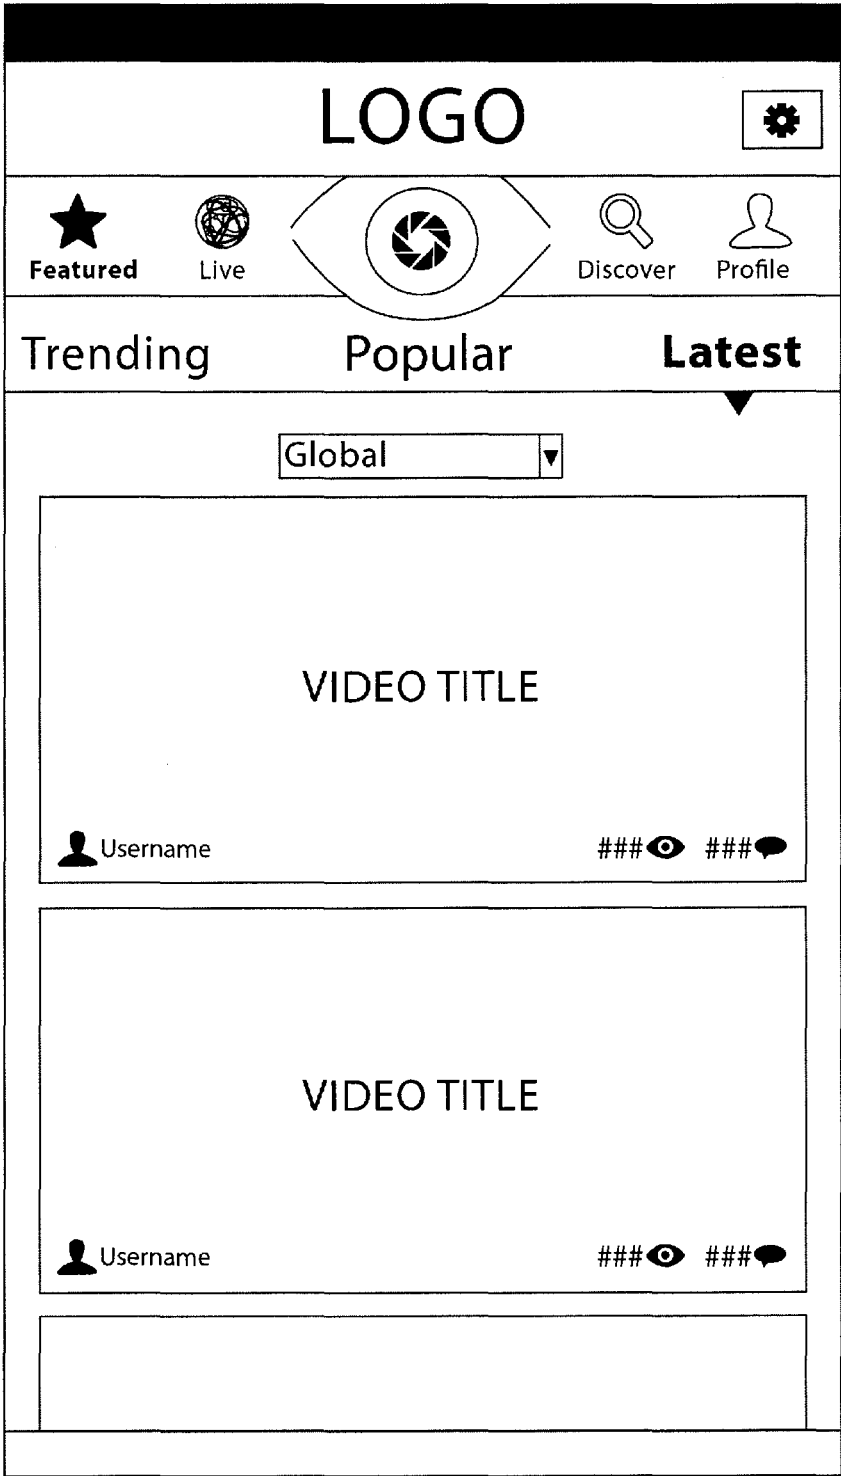 LOGO
Featured Live Discover Profile
Trending Popular Latest
Global
VIDEO TITLE
Username ### ###
VIDEO TITLE
Username ### ###